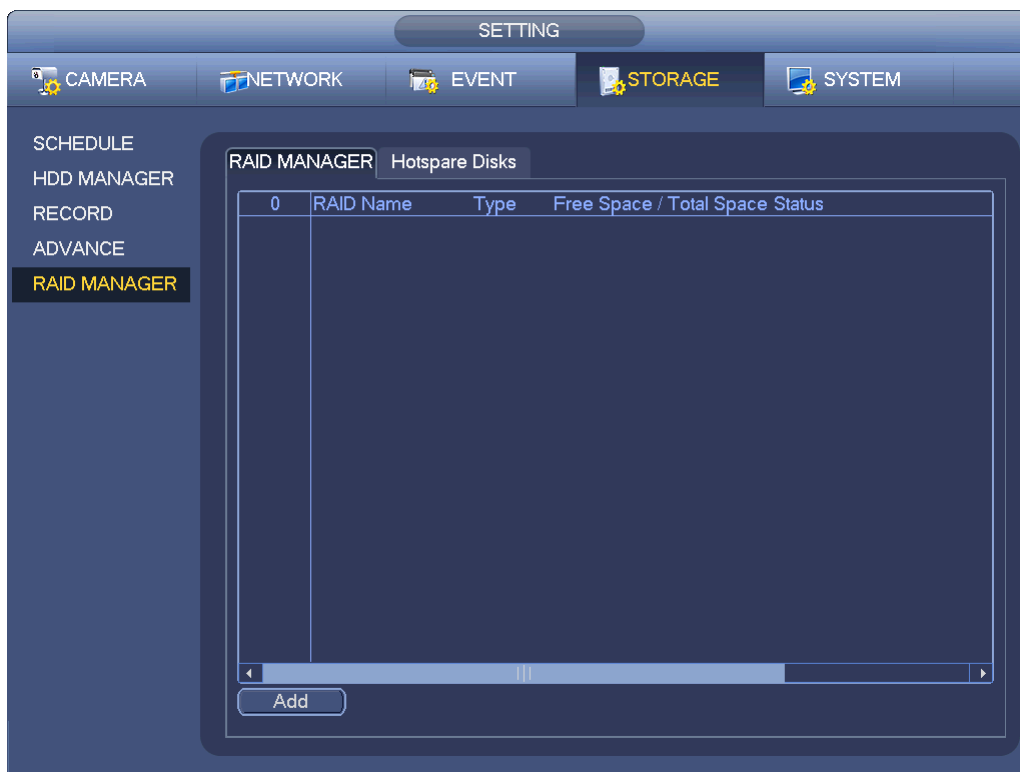 SETTING
CAMERA NETWORK EVENT STORAGE SYSTEM
SCHEDULE
HDD MANAGER
RECORD
ADVANCE
RAID MANAGER
RAID MANAGER Hotspare Disks
0 RAID Name Type Free Space / Total Space Status
Add